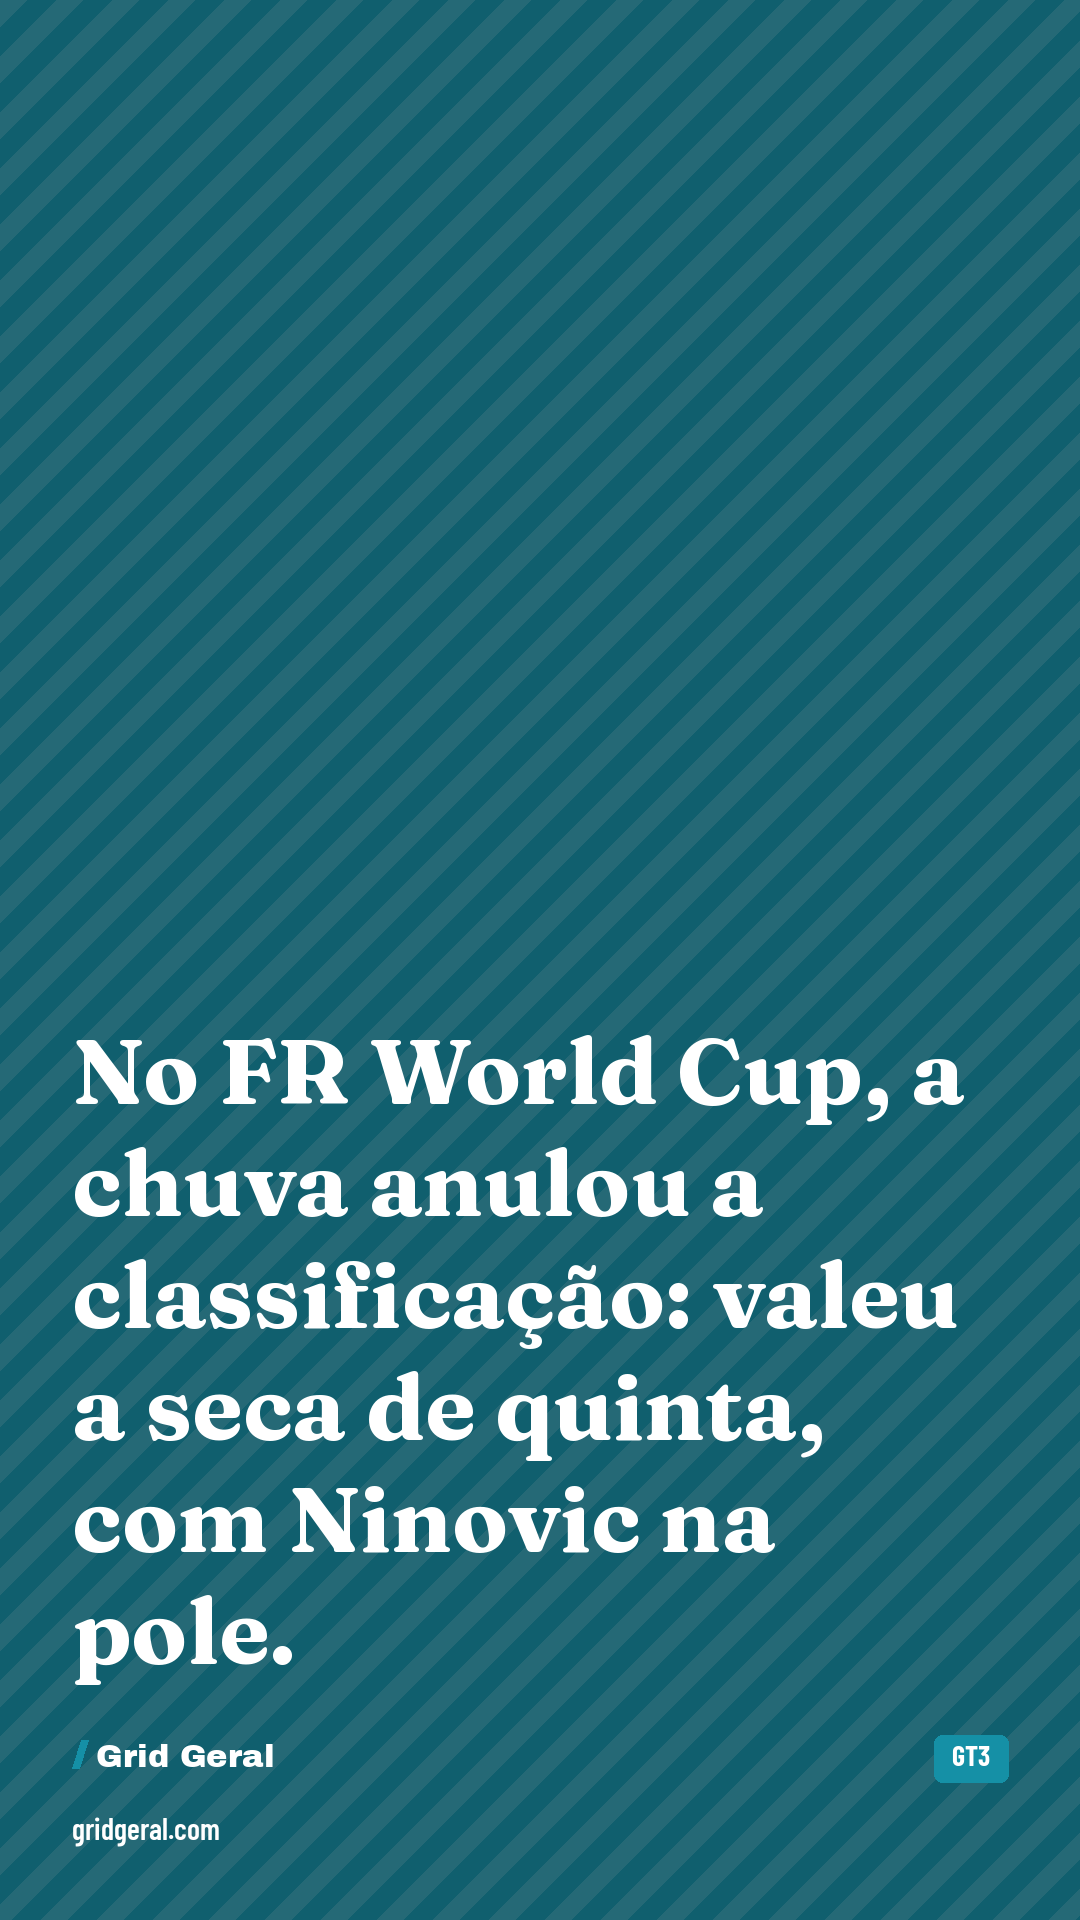 No FR World Cup, a
chuva anulou a
classificação: valeu
a seca de quinta,
com Ninovic na
pole.
/ Grid Geral
GT3
gridgeral.com